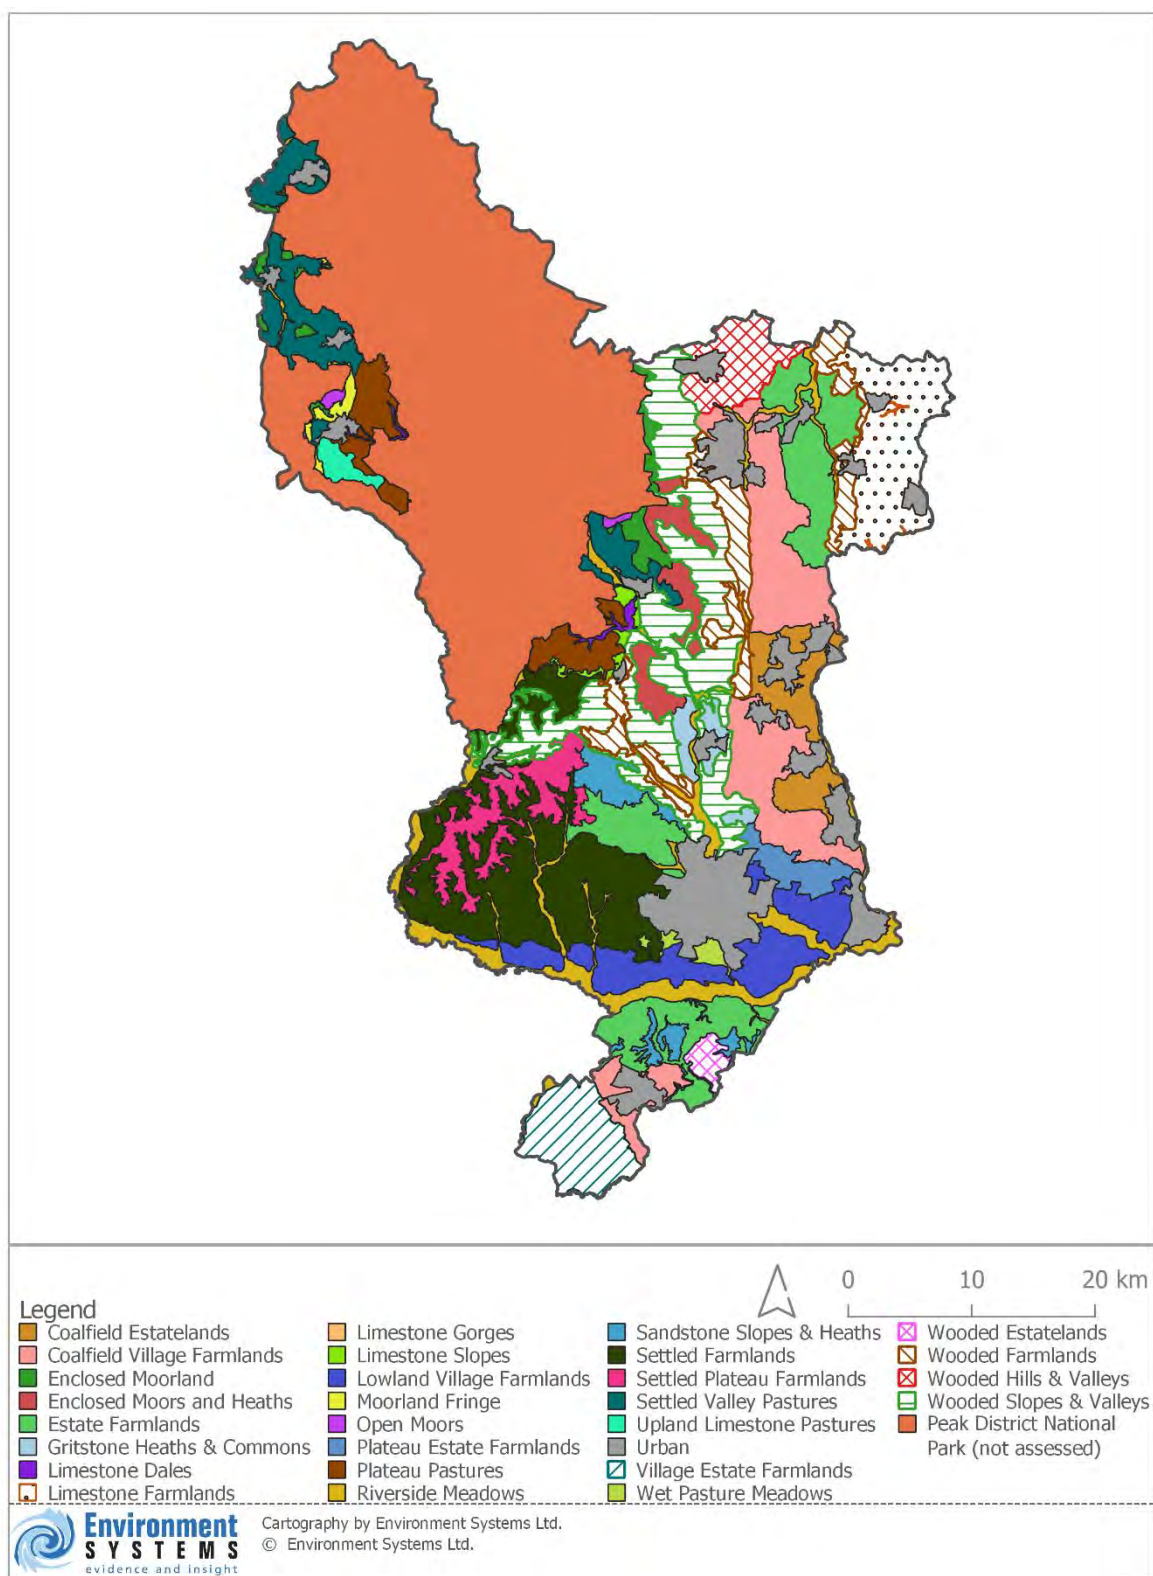 0 10 20 km
Legend
Coalfield Estatelands
Coalfield Village Farmlands
Enclosed Moorland
Enclosed Moors and Heaths
Estate Farmlands
Gritstone Heaths & Commons
Limestone Dales
Limestone Farmlands
Limestone Gorges
Limestone Slopes
Lowland Village Farmlands
Moorland Fringe
Open Moors
Plateau Estate Farmlands
Plateau Pastures
Riverside Meadows
Sandstone Slopes & Heaths
Settled Farmlands
Settled Plateau Farmlands
Settled Valley Pastures
Upland Limestone Pastures
Urban
Village Estate Farmlands
Wet Pasture Meadows
Wooded Estatelands
Wooded Farmlands
Wooded Hills & Valleys
Wooded Slopes & Valleys
Peak District National
Park (not assessed)
Environment
SYSTEMS
evidence and insight
Cartography by Environment Systems Ltd.
© Environment Systems Ltd.